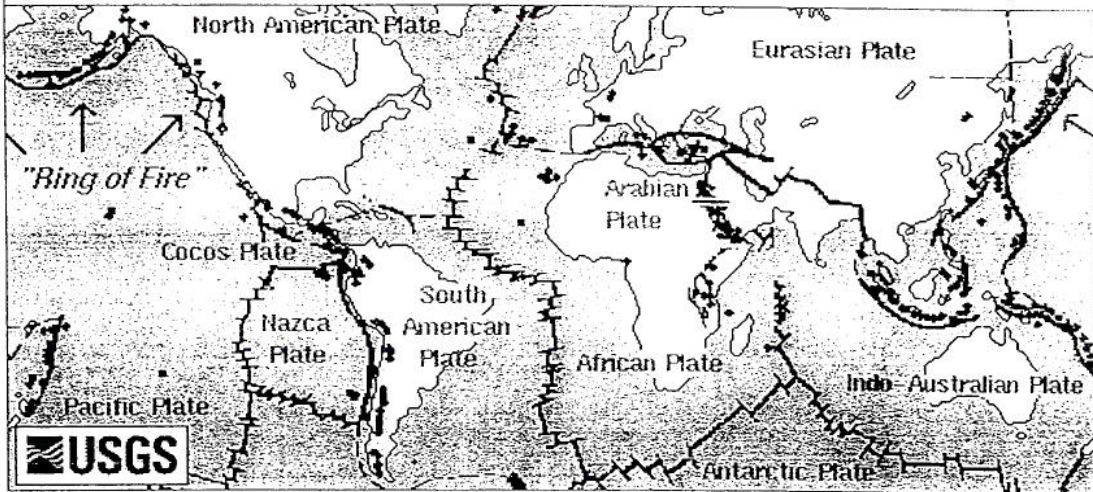 North American Plate
Eurasian Plate
"Ring of Fire"
Arabian
Plate
Cocos Plate
South
American
Plate
Nazca
Plate
African Plate
Indo-Australian Plate
Pacific Plate
USGS
Antarctic Plate